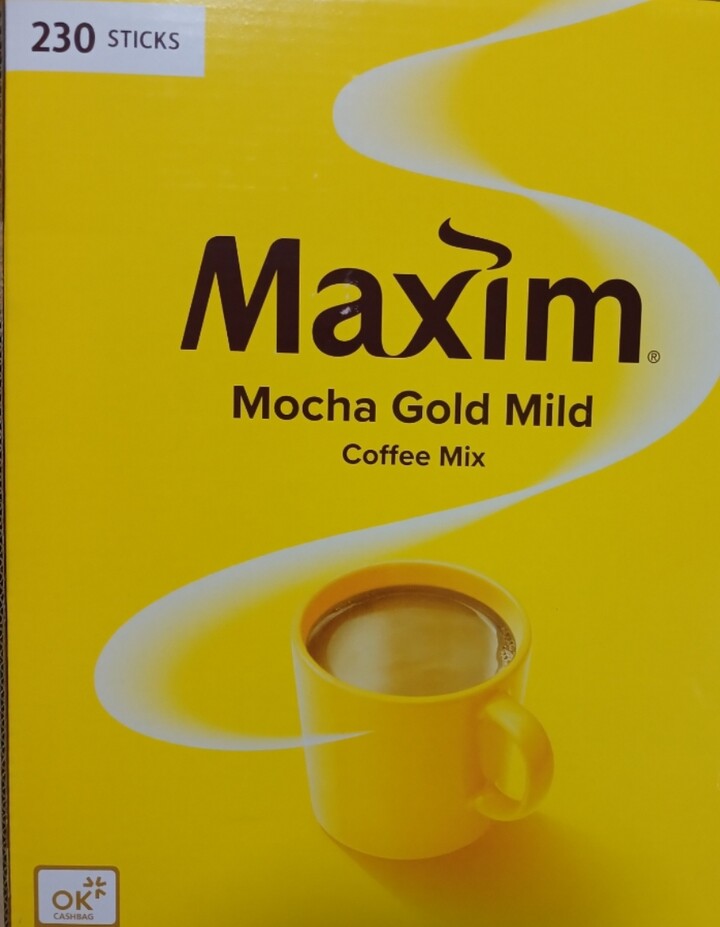 230 STICKS
Maxim®
Mocha Gold Mild
Coffee Mix
OK
CASHBAG